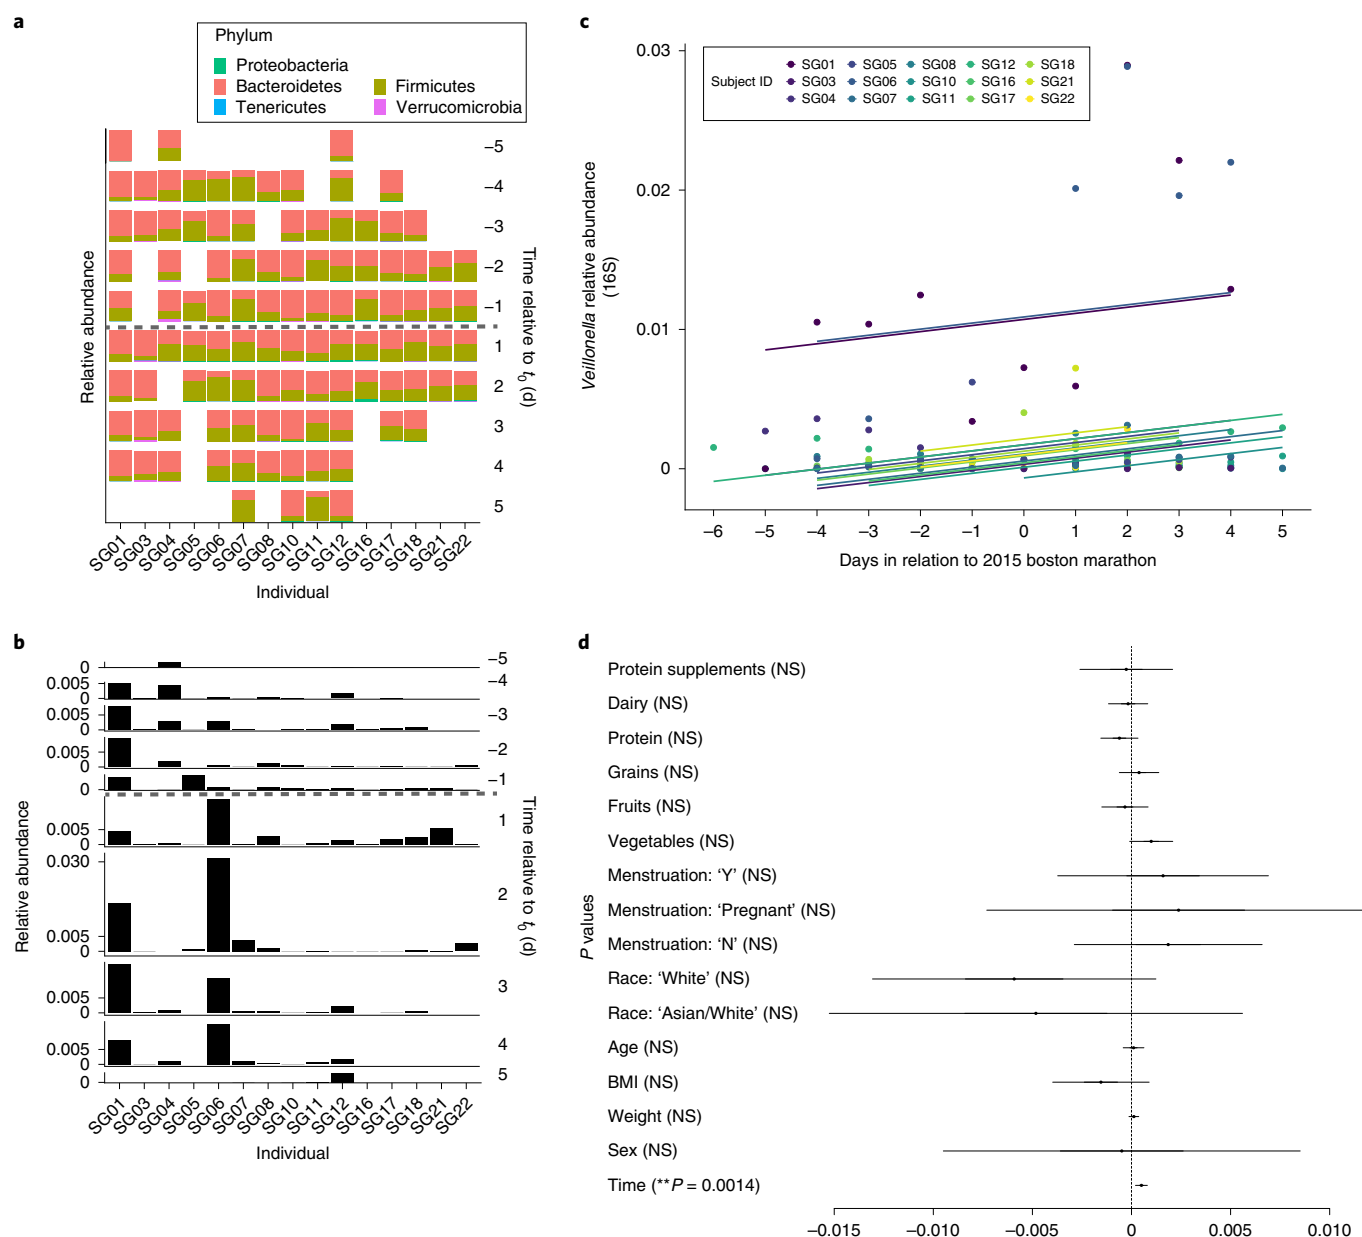 a
Phylum
Proteobacteria
Bacteroidetes
Firmicutes
Tenericutes
Verrucomicrobia
Relative abundance
–5
–4
–3
–2
–1
1
2
3
4
5
Time relative to t0 (d)
SG01 SG03 SG04 SG05 SG06 SG07 SG08 SG10 SG11 SG12 SG16 SG17 SG18 SG21 SG22
Individual
b
Relative abundance
0
–5
0.005
0
–4
0.005
0
–3
0.005
0
–2
0.005
0
–1
0.005
0
1
0.030
0.005
0
2
0.005
0
3
0.005
0
4
0
5
Time relative to t0 (d)
SG01 SG03 SG04 SG05 SG06 SG07 SG08 SG10 SG11 SG12 SG16 SG17 SG18 SG21 SG22
Individual
c
Veillonella relative abundance
(16S)
0.03
0.02
0.01
0
Subject ID
SG01 SG05 SG08 SG12 SG18
SG03 SG06 SG10 SG16 SG21
SG04 SG07 SG11 SG17 SG22
–6 –5 –4 –3 –2 –1 0 1 2 3 4 5
Days in relation to 2015 boston marathon
d
P values
Protein supplements (NS)
Dairy (NS)
Protein (NS)
Grains (NS)
Fruits (NS)
Vegetables (NS)
Menstruation: ‘Y’ (NS)
Menstruation: ‘Pregnant’ (NS)
Menstruation: ‘N’ (NS)
Race: ‘White’ (NS)
Race: ‘Asian/White’ (NS)
Age (NS)
BMI (NS)
Weight (NS)
Sex (NS)
Time (**P = 0.0014)
–0.015 –0.010 –0.005 0 0.005 0.010